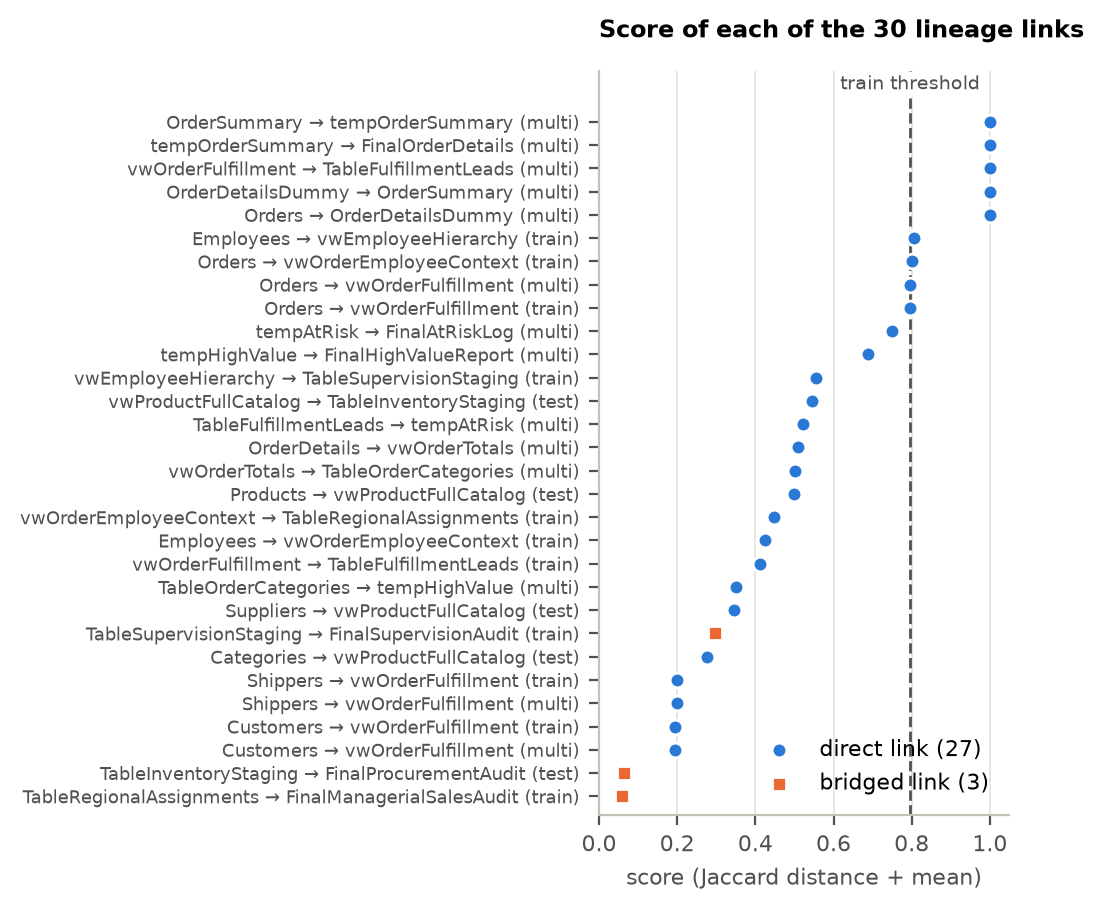 Score of each of the 30 lineage links
train threshold
OrderSummary → tempOrderSummary (multi)
tempOrderSummary → FinalOrderDetails (multi)
vwOrderFulfillment → TableFulfillmentLeads (multi)
OrderDetailsDummy → OrderSummary (multi)
Orders → OrderDetailsDummy (multi)
Employees → vwEmployeeHierarchy (train)
Orders → vwOrderEmployeeContext (train)
Orders → vwOrderFulfillment (multi)
Orders → vwOrderFulfillment (train)
tempAtRisk → FinalAtRiskLog (multi)
tempHighValue → FinalHighValueReport (multi)
vwEmployeeHierarchy → TableSupervisionStaging (train)
vwProductFullCatalog → TableInventoryStaging (test)
TableFulfillmentLeads → tempAtRisk (multi)
OrderDetails → vwOrderTotals (multi)
vwOrderTotals → TableOrderCategories (multi)
Products → vwProductFullCatalog (test)
vwOrderEmployeeContext → TableRegionalAssignments (train)
Employees → vwOrderEmployeeContext (train)
vwOrderFulfillment → TableFulfillmentLeads (train)
TableOrderCategories → tempHighValue (multi)
Suppliers → vwProductFullCatalog (test)
TableSupervisionStaging → FinalSupervisionAudit (train)
Categories → vwProductFullCatalog (test)
Shippers → vwOrderFulfillment (train)
Shippers → vwOrderFulfillment (multi)
Customers → vwOrderFulfillment (train)
Customers → vwOrderFulfillment (multi)
TableInventoryStaging → FinalProcurementAudit (test)
TableRegionalAssignments → FinalManagerialSalesAudit (train)
direct link (27)
bridged link (3)
0.0 0.2 0.4 0.6 0.8 1.0
score (Jaccard distance + mean)